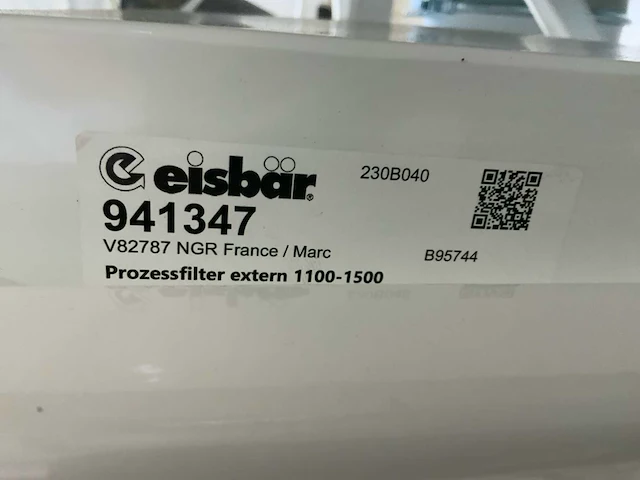 eisbär® 230B040
941347
V82787 NGR France / Marc B95744
Prozessfilter extern 1100-1500